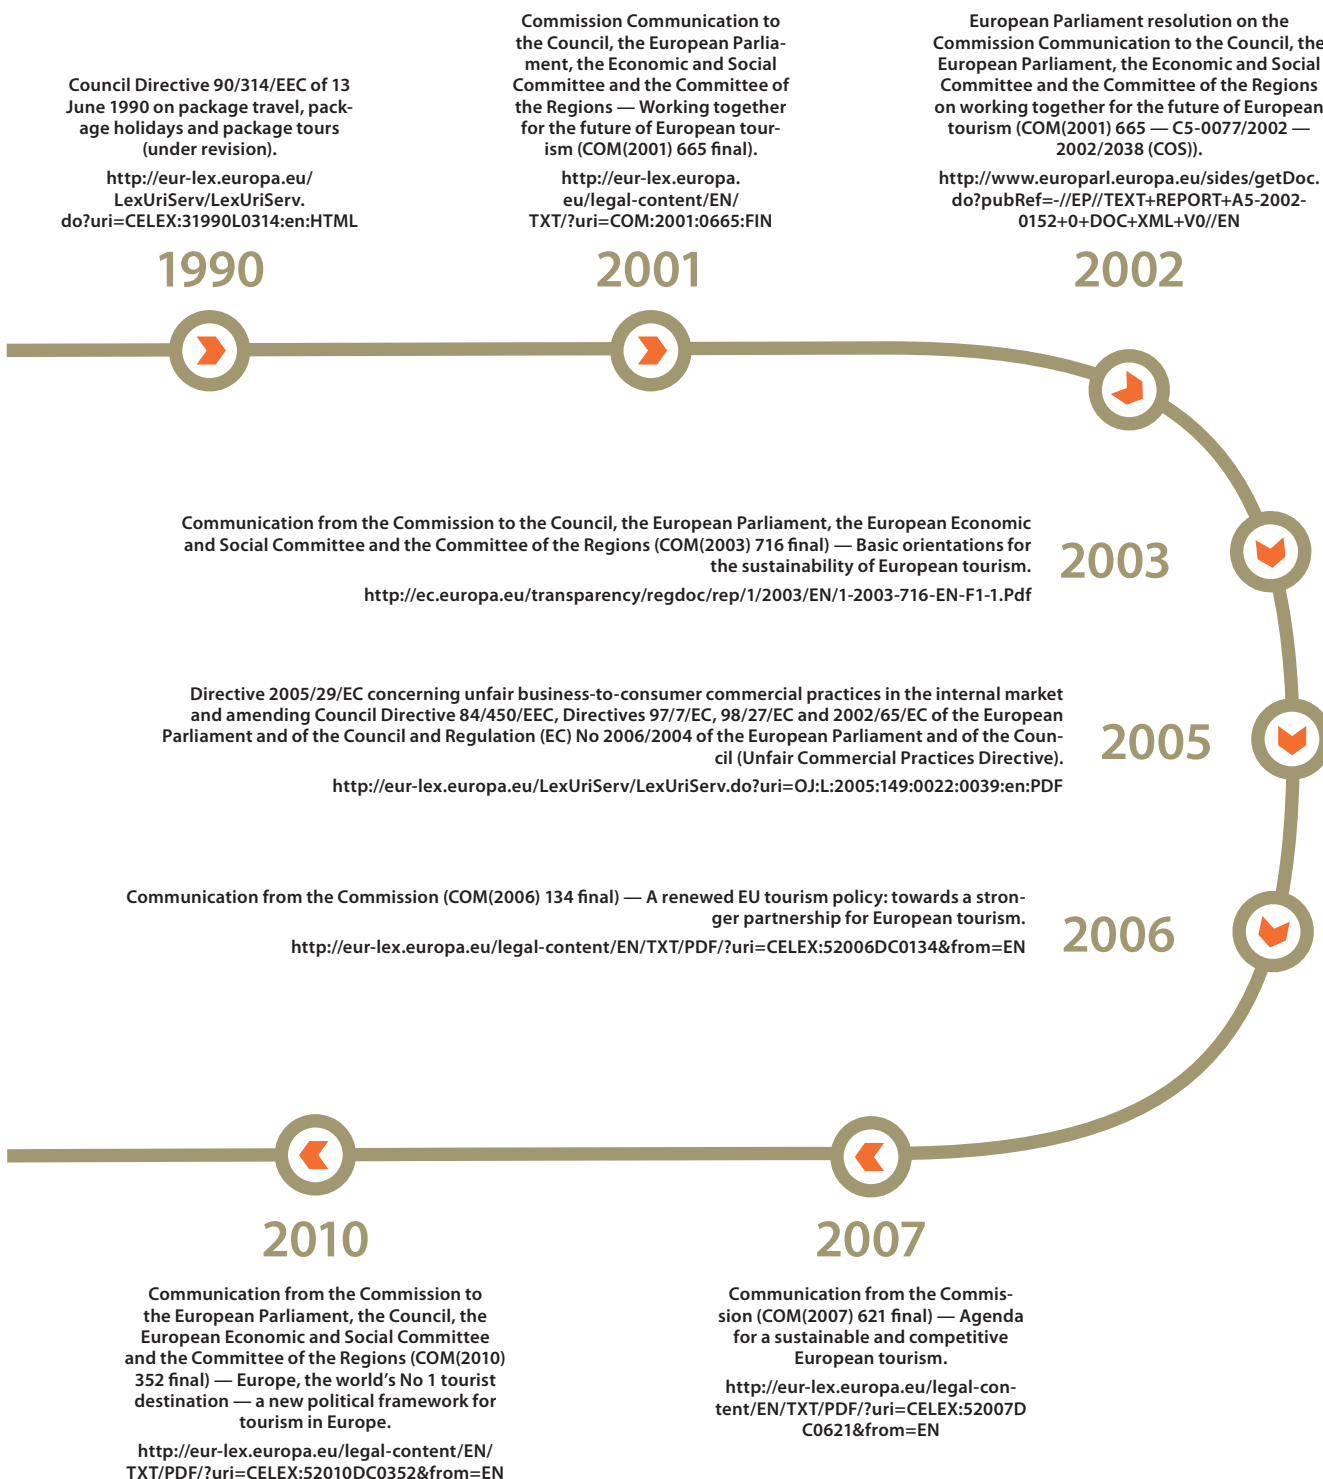 Council Directive 90/314/EEC of 13
June 1990 on package travel, pack-
age holidays and package tours
(under revision).
http://eur-lex.europa.eu/
LexUriServ/LexUriServ.
do?uri=CELEX:31990L0314:en:HTML
1990
Commission Communication to
the Council, the European Parlia-
ment, the Economic and Social
Committee and the Committee of
the Regions — Working together
for the future of European tour-
ism (COM(2001) 665 final).
http://eur-lex.europa.
eu/legal-content/EN/
TXT/?uri=COM:2001:0665:FIN
2001
European Parliament resolution on the
Commission Communication to the Council, the
European Parliament, the Economic and Social
Committee and the Committee of the Regions
on working together for the future of European
tourism (COM(2001) 665 — C5-0077/2002 —
2002/2038 (COS)).
http://www.europarl.europa.eu/sides/getDoc.
do?pubRef=-//EP//TEXT+REPORT+A5-2002-
0152+0+DOC+XML+V0//EN
2002
Communication from the Commission to the Council, the European Parliament, the European Economic
and Social Committee and the Committee of the Regions (COM(2003) 716 final) — Basic orientations for
the sustainability of European tourism.
http://ec.europa.eu/transparency/regdoc/rep/1/2003/EN/1-2003-716-EN-F1-1.Pdf
2003
Directive 2005/29/EC concerning unfair business-to-consumer commercial practices in the internal market
and amending Council Directive 84/450/EEC, Directives 97/7/EC, 98/27/EC and 2002/65/EC of the European
Parliament and of the Council and Regulation (EC) No 2006/2004 of the European Parliament and of the Coun-
cil (Unfair Commercial Practices Directive).
http://eur-lex.europa.eu/LexUriServ/LexUriServ.do?uri=OJ:L:2005:149:0022:0039:en:PDF
2005
Communication from the Commission (COM(2006) 134 final) — A renewed EU tourism policy: towards a stron-
ger partnership for European tourism.
http://eur-lex.europa.eu/legal-content/EN/TXT/PDF/?uri=CELEX:52006DC0134&from=EN
2006
2007
Communication from the Commis-
sion (COM(2007) 621 final) — Agenda
for a sustainable and competitive
European tourism.
http://eur-lex.europa.eu/legal-con-
tent/EN/TXT/PDF/?uri=CELEX:52007D
C0621&from=EN
2010
Communication from the Commission to
the European Parliament, the Council, the
European Economic and Social Committee
and the Committee of the Regions (COM(2010)
352 final) — Europe, the world's No 1 tourist
destination — a new political framework for
tourism in Europe.
http://eur-lex.europa.eu/legal-content/EN/
TXT/PDF/?uri=CELEX:52010DC0352&from=EN